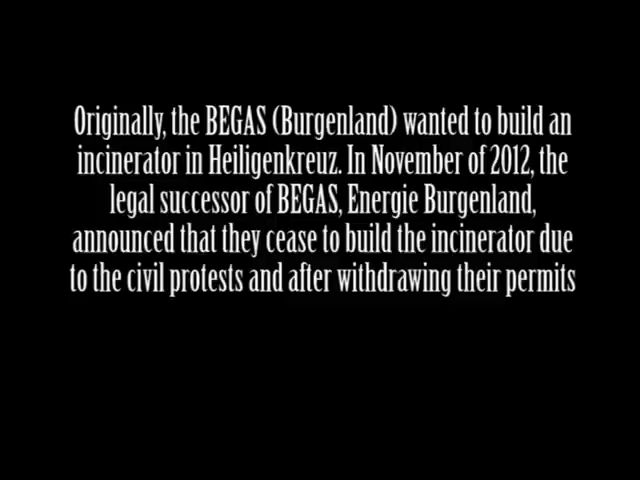 Originally, the BEGAS (Burgenland) wanted to build an
incinerator in Heiligenkreuz. In November of 2012, the
legal successor of BEGAS, Energie Burgenland,
announced that they cease to build the incinerator due
to the civil protests and after withdrawing their permits